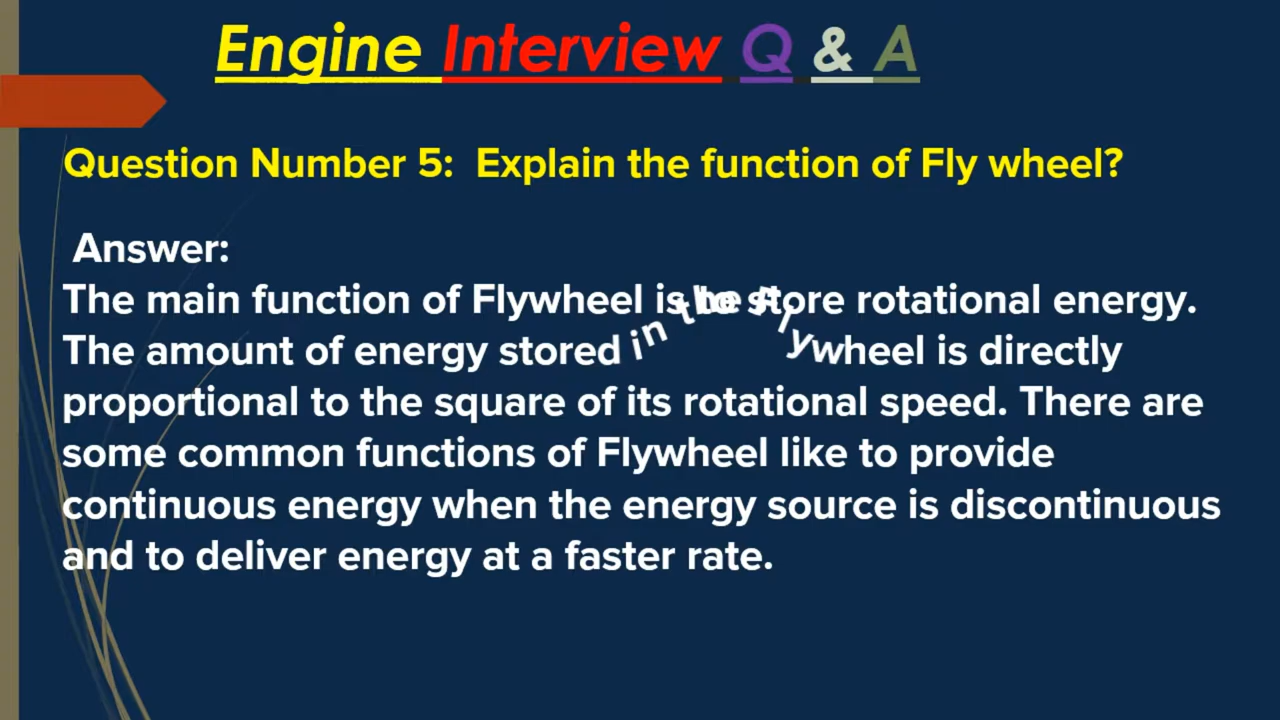 Engine Interview Q & A
Question Number 5: Explain the function of Fly wheel?
Answer:
The main function of Flywheel is to store rotational energy.
The amount of energy stored in the Flywheel is directly
proportional to the square of its rotational speed. There are
some common functions of Flywheel like to provide
continuous energy when the energy source is discontinuous
and to deliver energy at a faster rate.